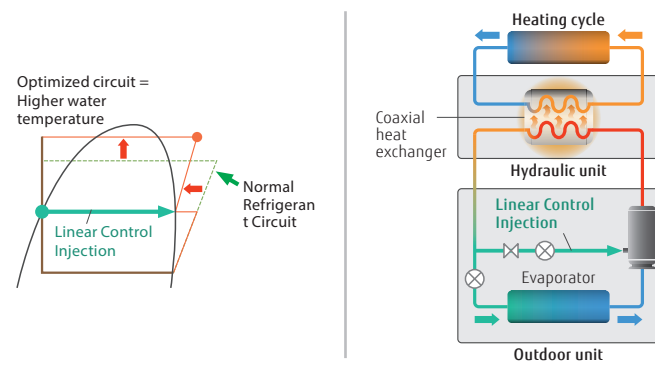 Optimized circuit =
Higher water
temperature
Linear Control
Injection
Normal
Refrigeran
t Circuit
Heating cycle
Coaxial
heat
exchanger
Hydraulic unit
Linear Control
Injection
Evaporator
Outdoor unit